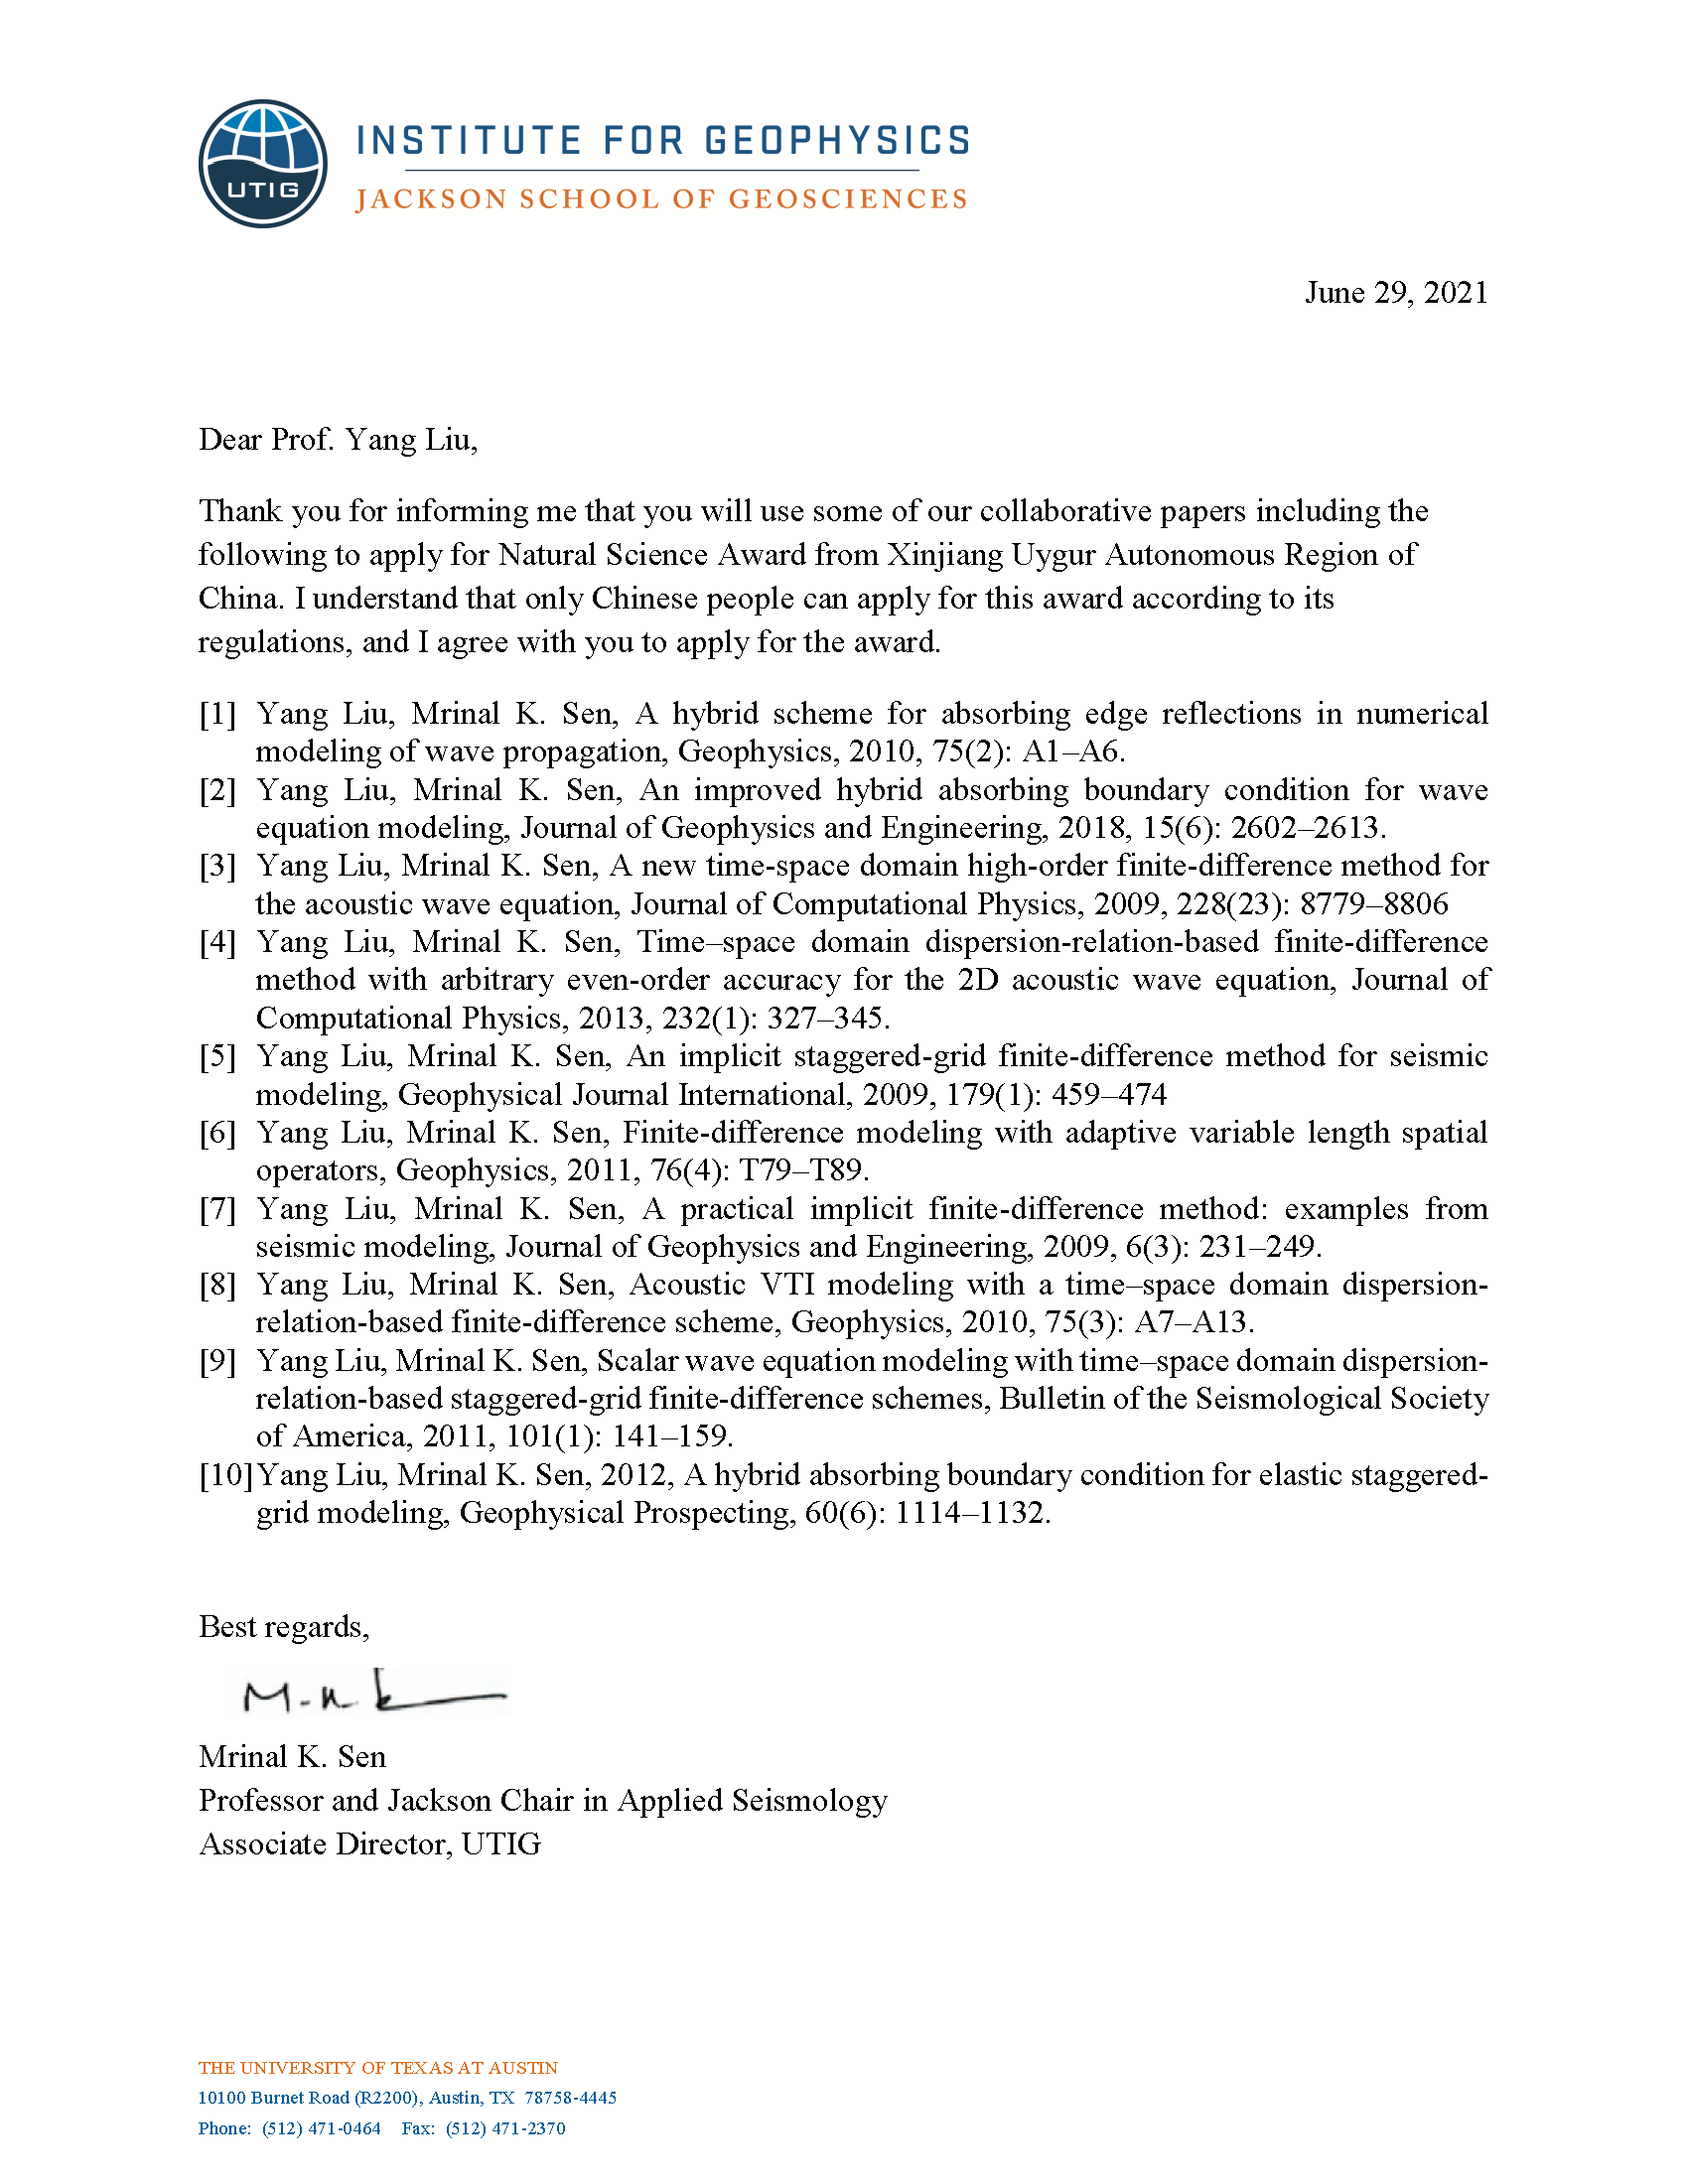 UTIG
INSTITUTE FOR GEOPHYSICS
JACKSON SCHOOL OF GEOSCIENCES
June 29, 2021
Dear Prof. Yang Liu,
Thank you for informing me that you will use some of our collaborative papers including the
following to apply for Natural Science Award from Xinjiang Uygur Autonomous Region of
China. I understand that only Chinese people can apply for this award according to its
regulations, and I agree with you to apply for the award.
[1] Yang Liu, Mrinal K. Sen, A hybrid scheme for absorbing edge reflections in numerical
modeling of wave propagation, Geophysics, 2010, 75(2): A1–A6.
[2] Yang Liu, Mrinal K. Sen, An improved hybrid absorbing boundary condition for wave
equation modeling, Journal of Geophysics and Engineering, 2018, 15(6): 2602–2613.
[3] Yang Liu, Mrinal K. Sen, A new time-space domain high-order finite-difference method for
the acoustic wave equation, Journal of Computational Physics, 2009, 228(23): 8779–8806
[4] Yang Liu, Mrinal K. Sen, Time–space domain dispersion-relation-based finite-difference
method with arbitrary even-order accuracy for the 2D acoustic wave equation, Journal of
Computational Physics, 2013, 232(1): 327–345.
[5] Yang Liu, Mrinal K. Sen, An implicit staggered-grid finite-difference method for seismic
modeling, Geophysical Journal International, 2009, 179(1): 459–474
[6] Yang Liu, Mrinal K. Sen, Finite-difference modeling with adaptive variable length spatial
operators, Geophysics, 2011, 76(4): T79–T89.
[7] Yang Liu, Mrinal K. Sen, A practical implicit finite-difference method: examples from
seismic modeling, Journal of Geophysics and Engineering, 2009, 6(3): 231–249.
[8] Yang Liu, Mrinal K. Sen, Acoustic VTI modeling with a time–space domain dispersion-
relation-based finite-difference scheme, Geophysics, 2010, 75(3): A7–A13.
[9] Yang Liu, Mrinal K. Sen, Scalar wave equation modeling with time–space domain dispersion-
relation-based staggered-grid finite-difference schemes, Bulletin of the Seismological Society
of America, 2011, 101(1): 141–159.
[10] Yang Liu, Mrinal K. Sen, 2012, A hybrid absorbing boundary condition for elastic staggered-
grid modeling, Geophysical Prospecting, 60(6): 1114–1132.
Best regards,
Mrinal K. Sen
Professor and Jackson Chair in Applied Seismology
Associate Director, UTIG
THE UNIVERSITY OF TEXAS AT AUSTIN
10100 Burnet Road (R2200), Austin, TX 78758-4445
Phone: (512) 471-0464 Fax: (512) 471-2370